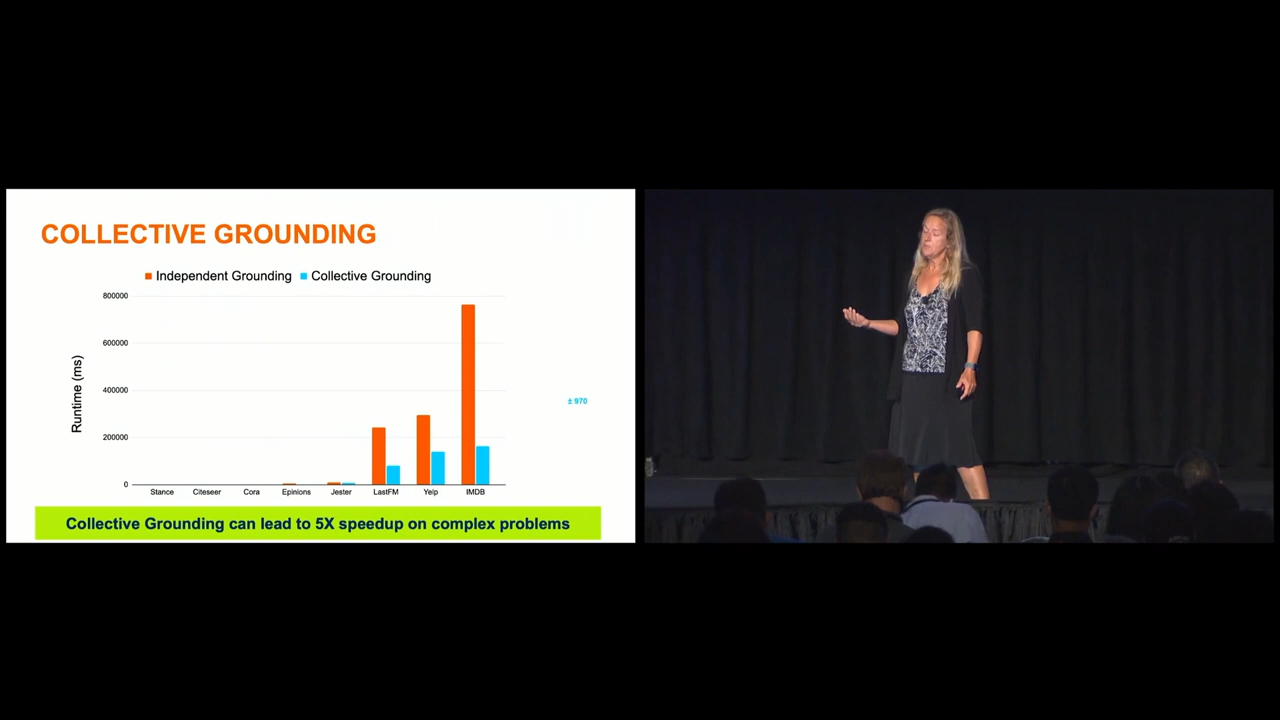 COLLECTIVE GROUNDING
Independent Grounding Collective Grounding
800000
600000
400000
200000
0
Runtime (ms)
± 970
Stance Citeseer Cora Epinions Jester LastFM Yelp IMDB
Collective Grounding can lead to 5X speedup on complex problems